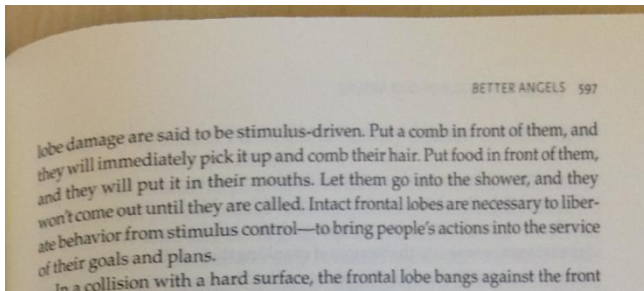 BETTER ANGELS 597
lobe damage are said to be stimulus-driven. Put a comb in front of them, and
they will immediately pick it up and comb their hair. Put food in front of them,
and they will put it in their mouths. Let them go into the shower, and they
won't come out until they are called. Intact frontal lobes are necessary to liber-
ate behavior from stimulus control—to bring people's actions into the service
of their goals and plans.
In a collision with a hard surface, the frontal lobe bangs against the front